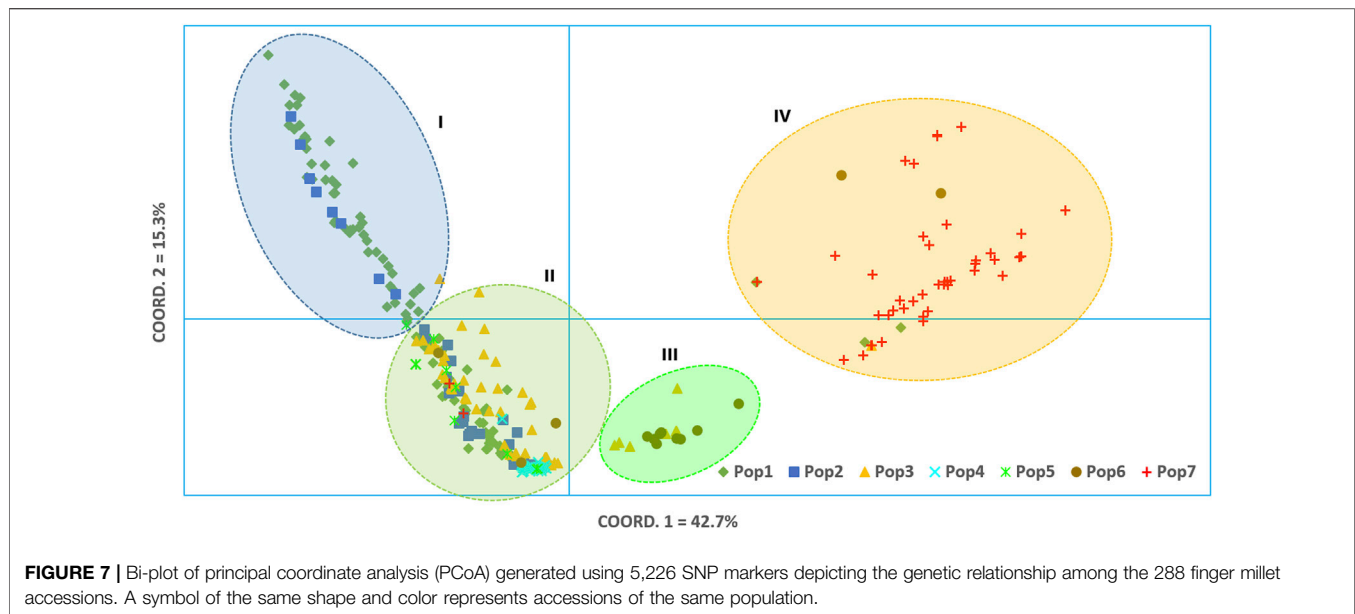 I
II
III
IV
COORD. 2 = 15.3%
Pop1 Pop2 Pop3 Pop4 Pop5 Pop6 Pop7
COORD. 1 = 42.7%
FIGURE 7 | Bi-plot of principal coordinate analysis (PCoA) generated using 5,226 SNP markers depicting the genetic relationship among the 288 finger millet
accessions. A symbol of the same shape and color represents accessions of the same population.